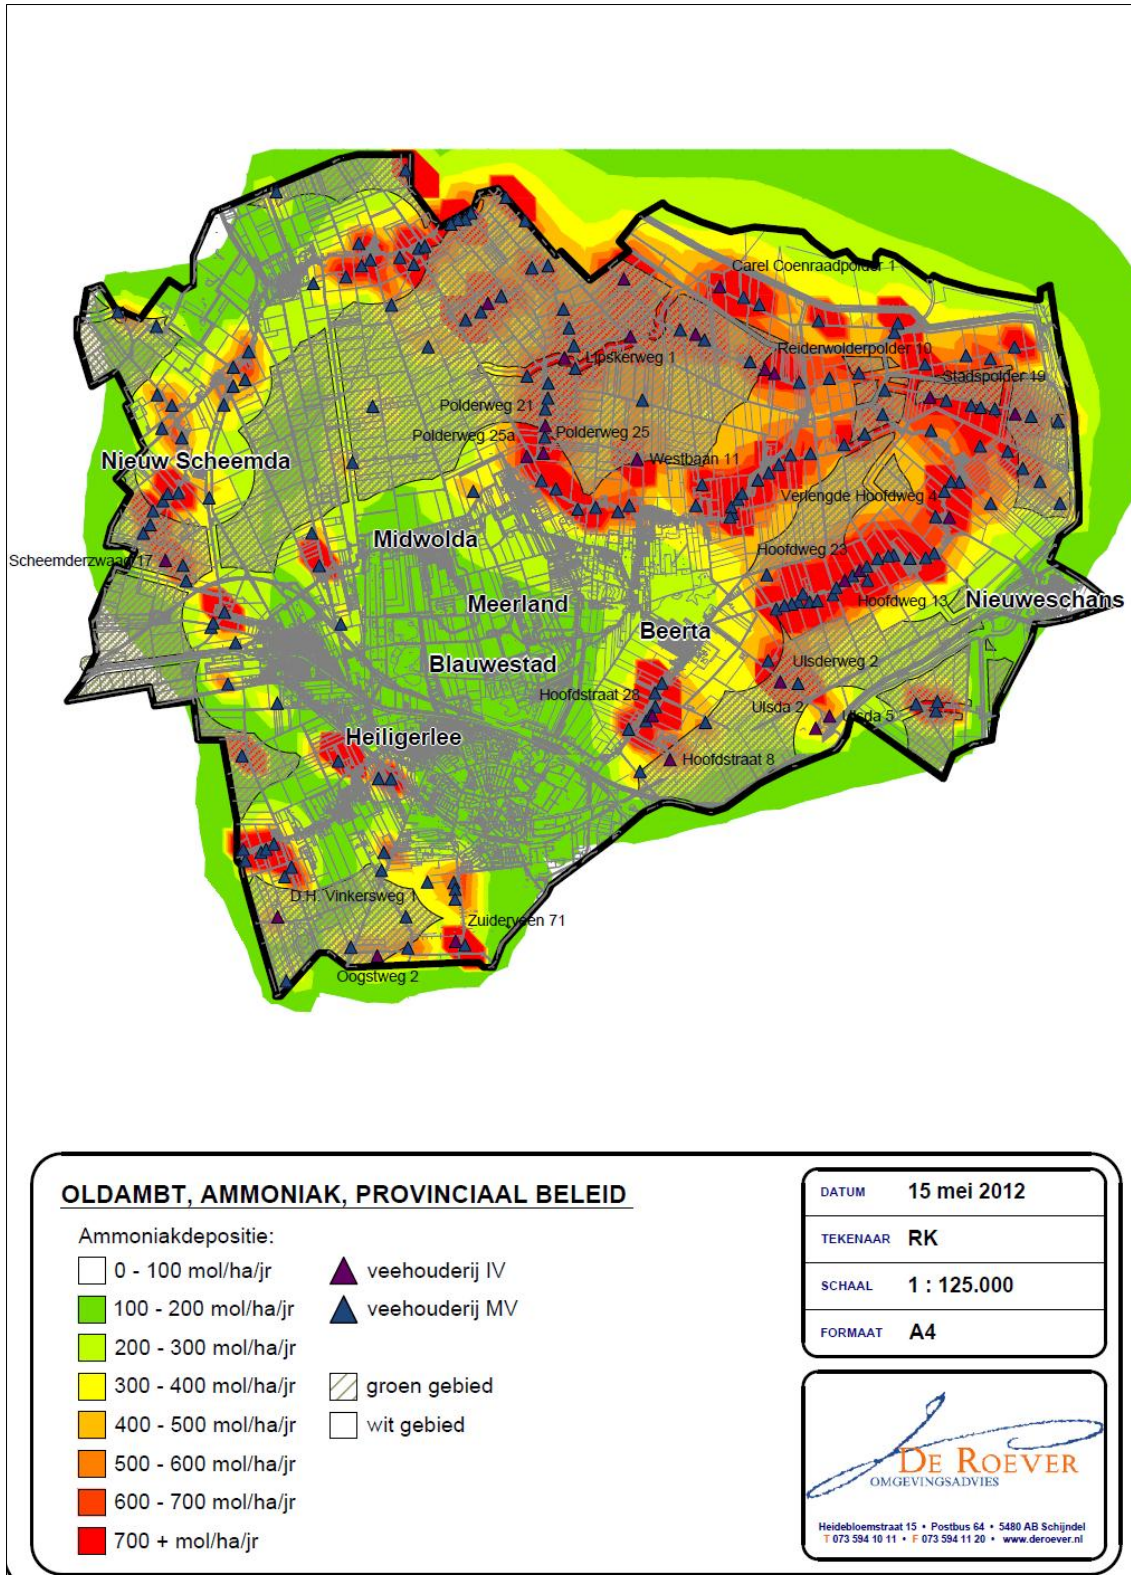 Carel Coenraadpolder 1
Reiderwolderpolder 10
Lipskerweg 1
Stadspolder 19
Polderweg 21
Polderweg 25a
Polderweg 25
Westbaan 11
Nieuw Scheemda
Verlengde Hoofdweg 4
Midwolda
Scheemderzwaag 17
Hoofdweg 23
Meerland
Hoofdweg 13
Nieuweschans
Beerta
Blauwestad
Ulsderweg 2
Hoofdstraat 28
Ulsda 2
Ulsda 5
Heiligerlee
Hoofdstraat 8
D.H. Vinkersweg 1
Zuiderveen 71
Oogstweg 2
OLDAMBT, AMMONIAK, PROVINCIAAL BELEID
Ammoniakdepositie:
0 - 100 mol/ha/jr
100 - 200 mol/ha/jr
200 - 300 mol/ha/jr
300 - 400 mol/ha/jr
400 - 500 mol/ha/jr
500 - 600 mol/ha/jr
600 - 700 mol/ha/jr
700 + mol/ha/jr
veehouderij IV
veehouderij MV
groen gebied
wit gebied
DATUM 15 mei 2012
TEKENAAR RK
SCHAAL 1 : 125.000
FORMAAT A4
DE ROEVER
OMGEVINGSADVIES
Heidebloemstraat 15 • Postbus 64 • 5480 AB Schijndel
T 073 594 10 11 • F 073 594 11 20 • www.deroever.nl